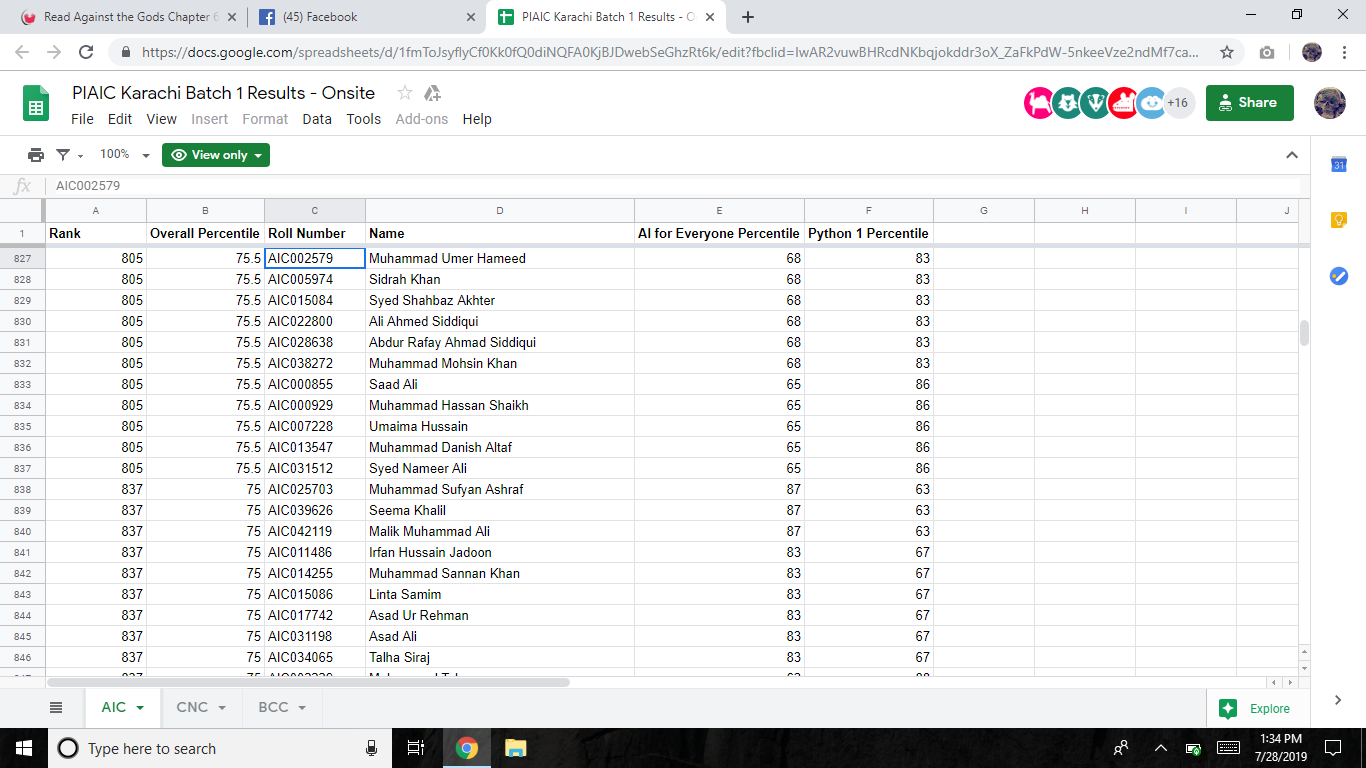 Read Against the Gods Chapter 6
(45) Facebook
PIAIC Karachi Batch 1 Results - O
https://docs.google.com/spreadsheets/d/1fmToJsyflyCf0Kk0fQ0diNQFA0KjBJDwebSeGhzRt6k/edit?fbclid=IwAR2vuwBHRcdNKbqjokddr3oX_ZaFkPdW-5nkeeVze2ndMf7ca...
PIAIC Karachi Batch 1 Results - Onsite
+16
Share
File Edit View Insert Format Data Tools Add-ons Help
100% View only
31
fx AIC002579
A B C D E F G H I J
1 Rank Overall Percentile Roll Number Name AI for Everyone Percentile Python 1 Percentile
827 805 75.5 AIC002579 Muhammad Umer Hameed 68 83
828 805 75.5 AIC005974 Sidrah Khan 68 83
829 805 75.5 AIC015084 Syed Shahbaz Akhter 68 83
830 805 75.5 AIC022800 Ali Ahmed Siddiqui 68 83
831 805 75.5 AIC028638 Abdur Rafay Ahmad Siddiqui 68 83
832 805 75.5 AIC038272 Muhammad Mohsin Khan 68 83
833 805 75.5 AIC000855 Saad Ali 65 86
834 805 75.5 AIC000929 Muhammad Hassan Shaikh 65 86
835 805 75.5 AIC007228 Umaima Hussain 65 86
836 805 75.5 AIC013547 Muhammad Danish Altaf 65 86
837 805 75.5 AIC031512 Syed Nameer Ali 65 86
838 837 75 AIC025703 Muhammad Sufyan Ashraf 87 63
839 837 75 AIC039626 Seema Khalil 87 63
840 837 75 AIC042119 Malik Muhammad Ali 87 63
841 837 75 AIC011486 Irfan Hussain Jadoon 83 67
842 837 75 AIC014255 Muhammad Sannan Khan 83 67
843 837 75 AIC015086 Linta Samim 83 67
844 837 75 AIC017742 Asad Ur Rehman 83 67
845 837 75 AIC031198 Asad Ali 83 67
846 837 75 AIC034065 Talha Siraj 83 67
AIC CNC BCC
Explore
Type here to search
1:34 PM
7/28/2019